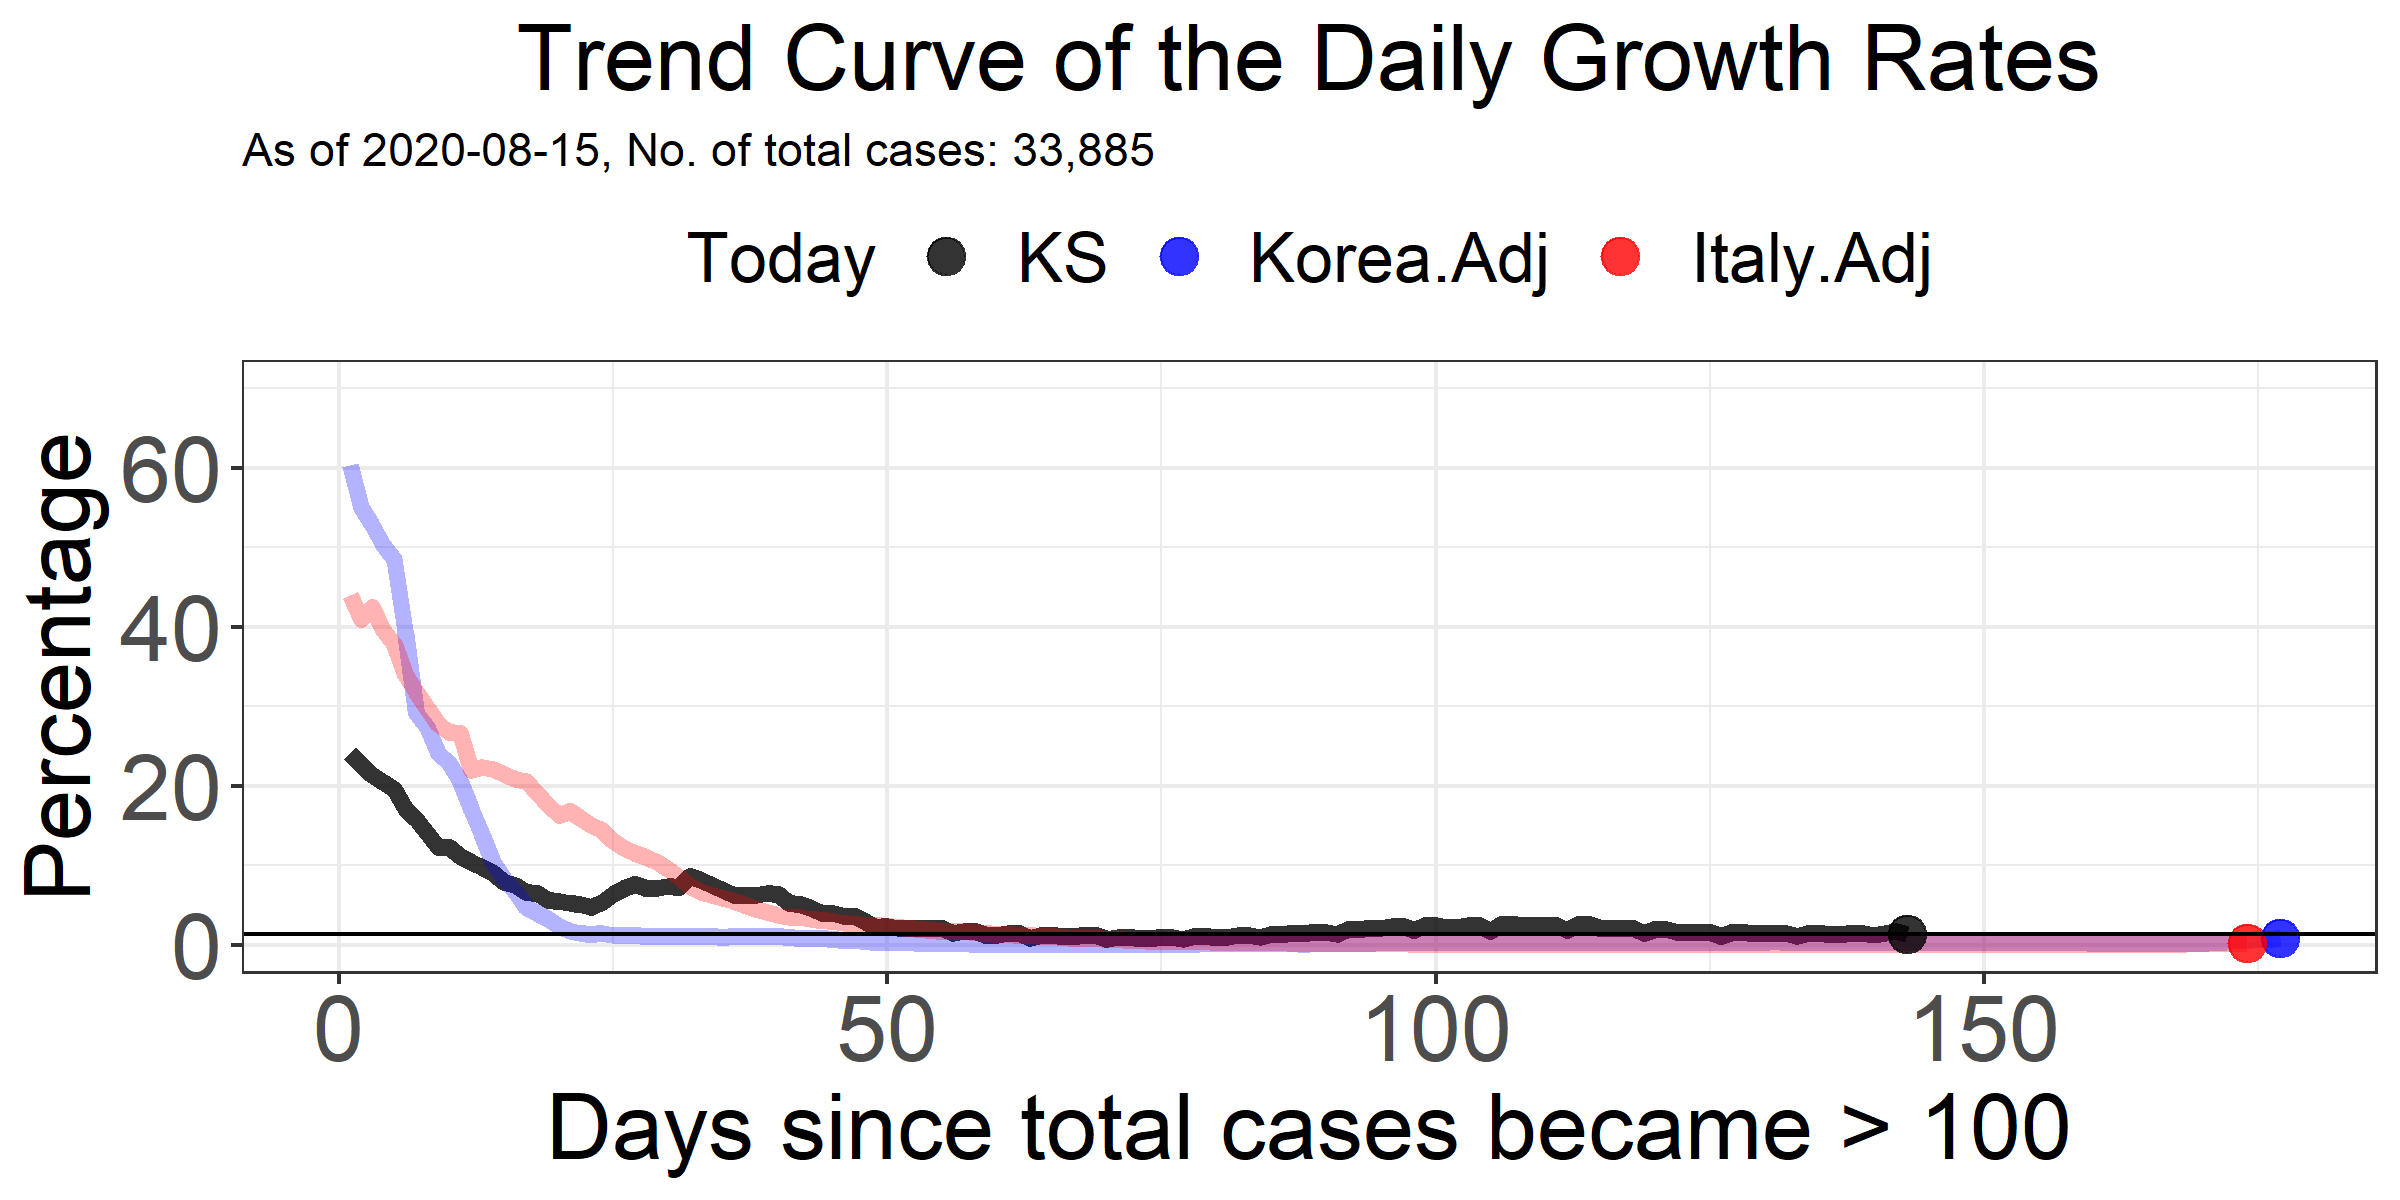 Trend Curve of the Daily Growth Rates
As of 2020-08-15, No. of total cases: 33,885
Today KS Korea.Adj Italy.Adj
Percentage
60
40
20
0
0 50 100 150
Days since total cases became > 100